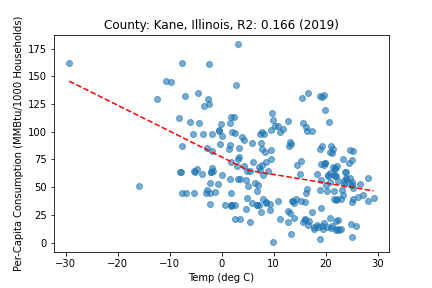 County: Kane, Illinois, R2: 0.166 (2019)
Per-Capita Consumption (MMBtu/1000 Households)
175
150
125
100
75
50
25
0
−30 −20 −10 0 10 20 30
Temp (deg C)